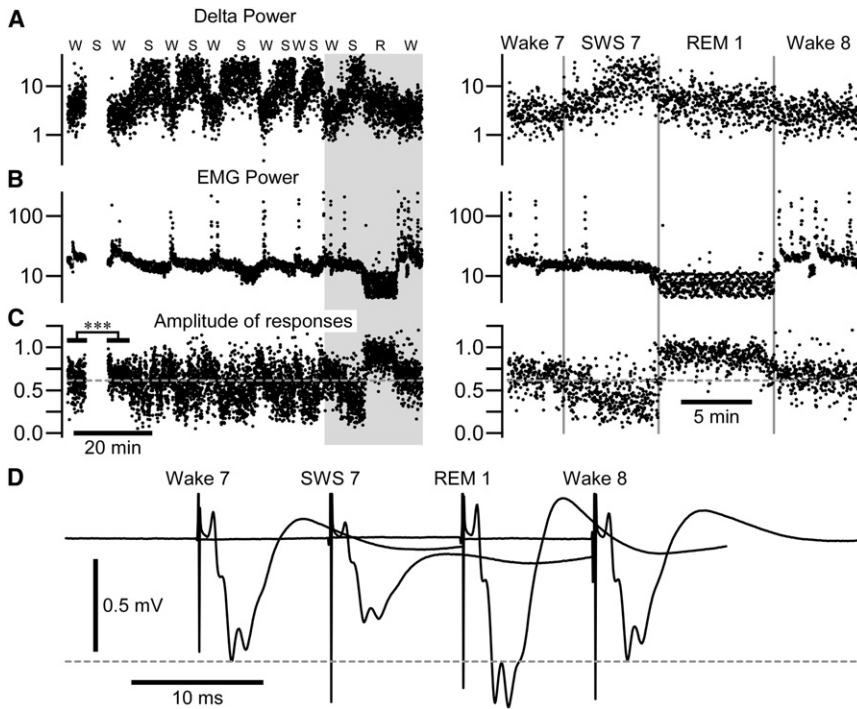 A Delta Power
W S W S W S W S W S W S W S R W
Wake 7 SWS 7 REM 1 Wake 8
10
1
10
1
B EMG Power
100
10
100
10
C Amplitude of responses
***
1.0
0.5
0.0
20 min
1.0
0.5
0.0
5 min
D
Wake 7 SWS 7 REM 1 Wake 8
0.5 mV
10 ms